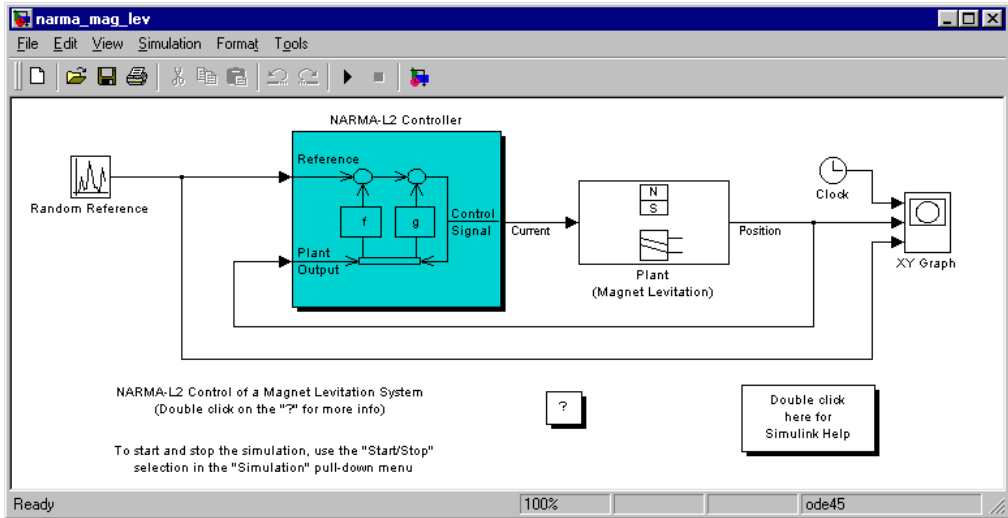 narma_mag_lev
File Edit View Simulation Format Tools
NARMA-L2 Controller
Reference
Random Reference
f
g
Control
Signal
Plant
Output
Current
N
S
Plant
(Magnet Levitation)
Position
Clock
XY Graph
NARMA-L2 Control of a Magnet Levitation System
(Double click on the "?" for more info)
To start and stop the simulation, use the "Start/Stop"
selection in the "Simulation" pull-down menu
?
Double click
here for
Simulink Help
Ready 100% ode45